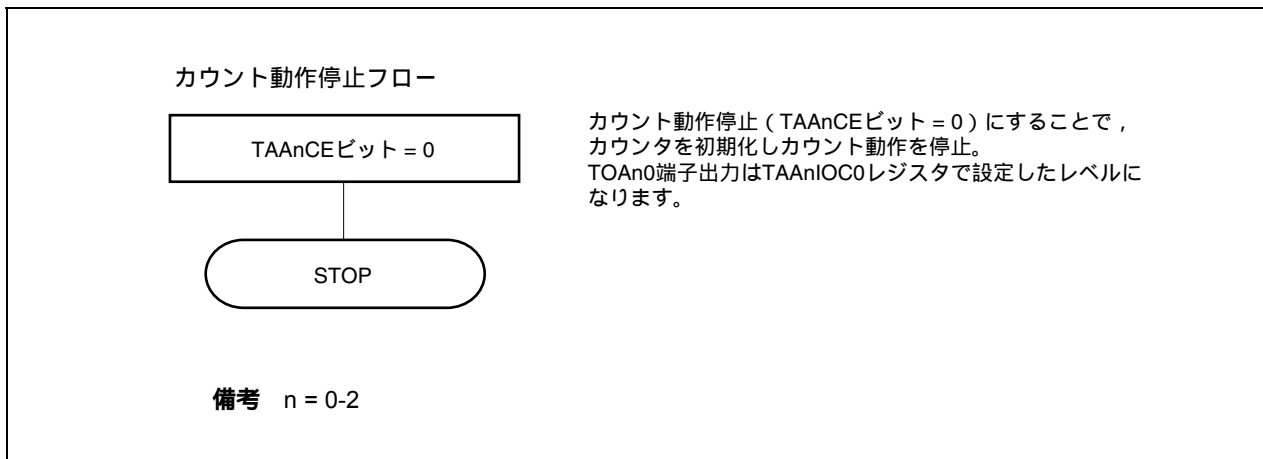 カウント動作停止フロー
TAAnCEビット = 0
STOP
カウント動作停止（TAAnCEビット = 0）にすることで，
カウンタを初期化しカウント動作を停止。
TOAn0端子出力はTAAnIOC0レジスタで設定したレベルに
なります。
備考 n = 0-2